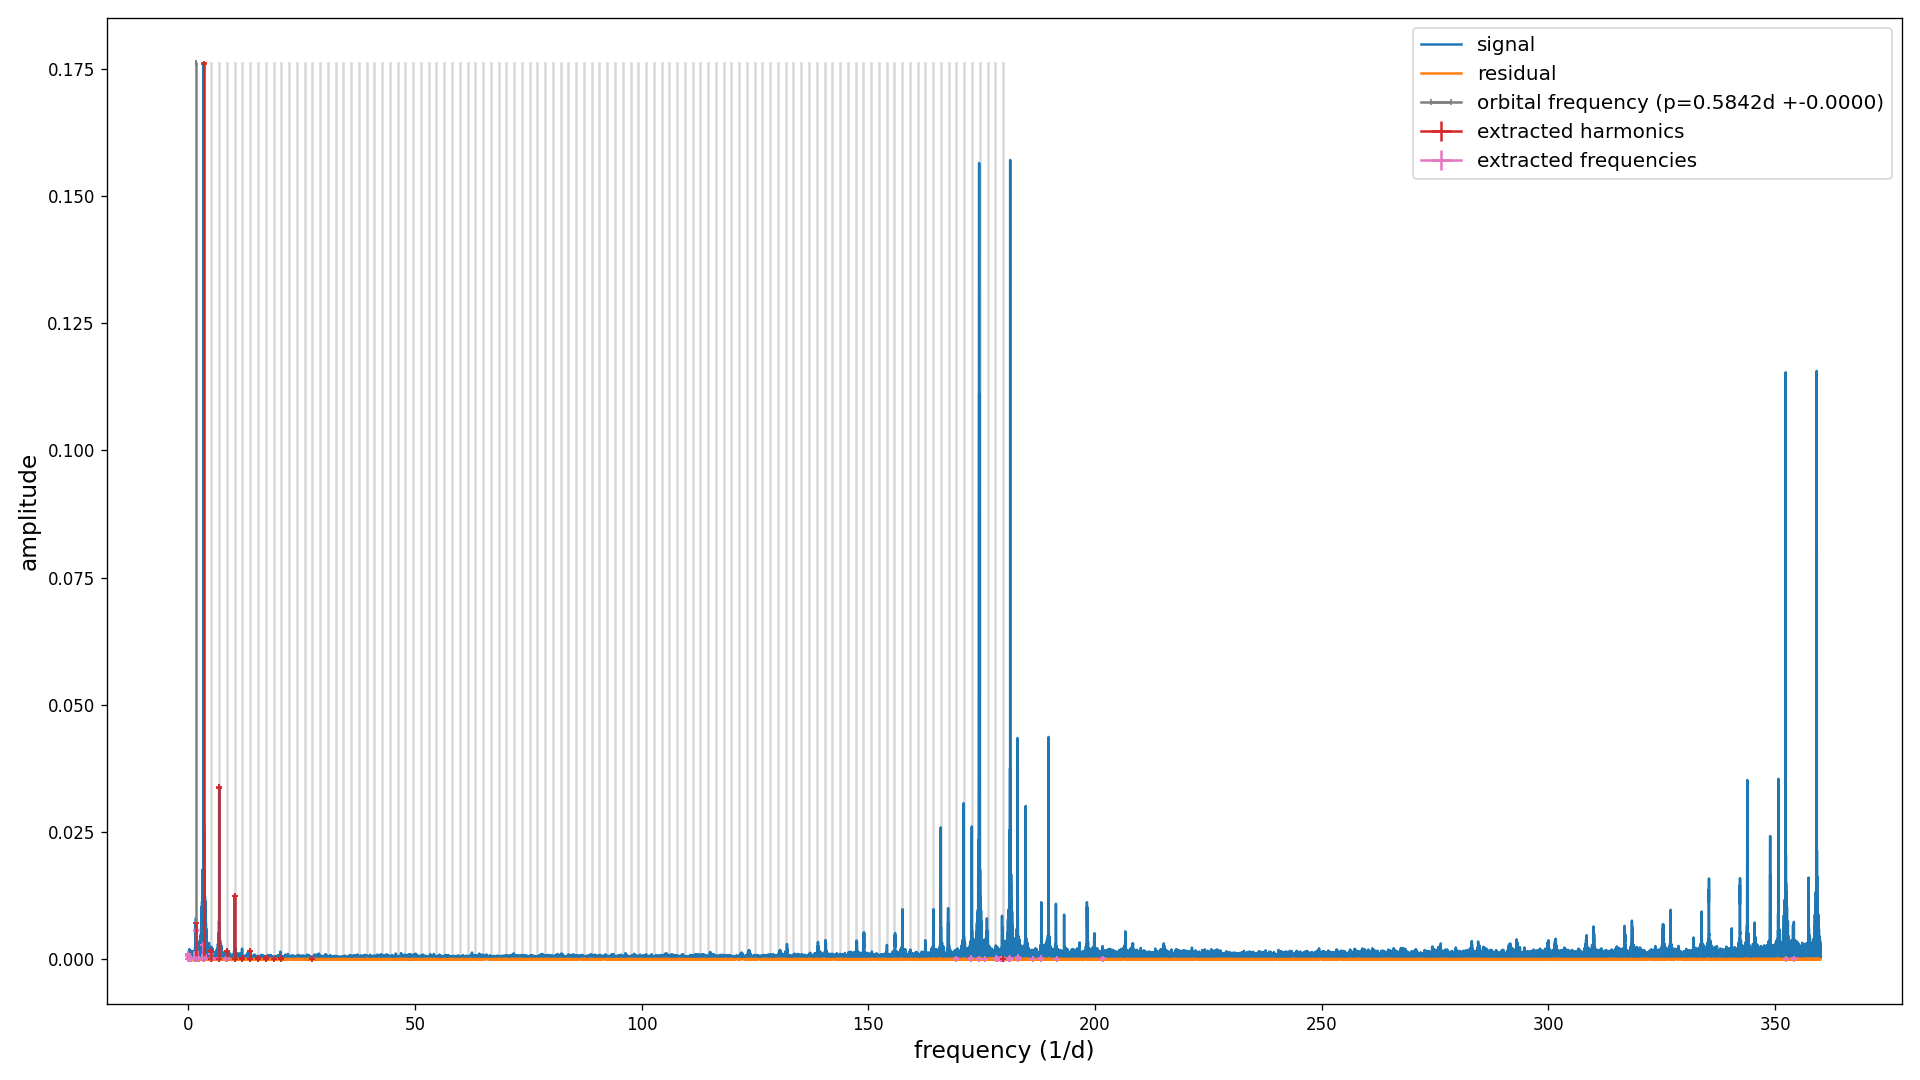 signal
residual
orbital frequency (p=0.5842d +-0.0000)
extracted harmonics
extracted frequencies
0.175
0.150
0.125
0.100
0.075
0.050
0.025
0.000
amplitude
0 50 100 150 200 250 300 350
frequency (1/d)